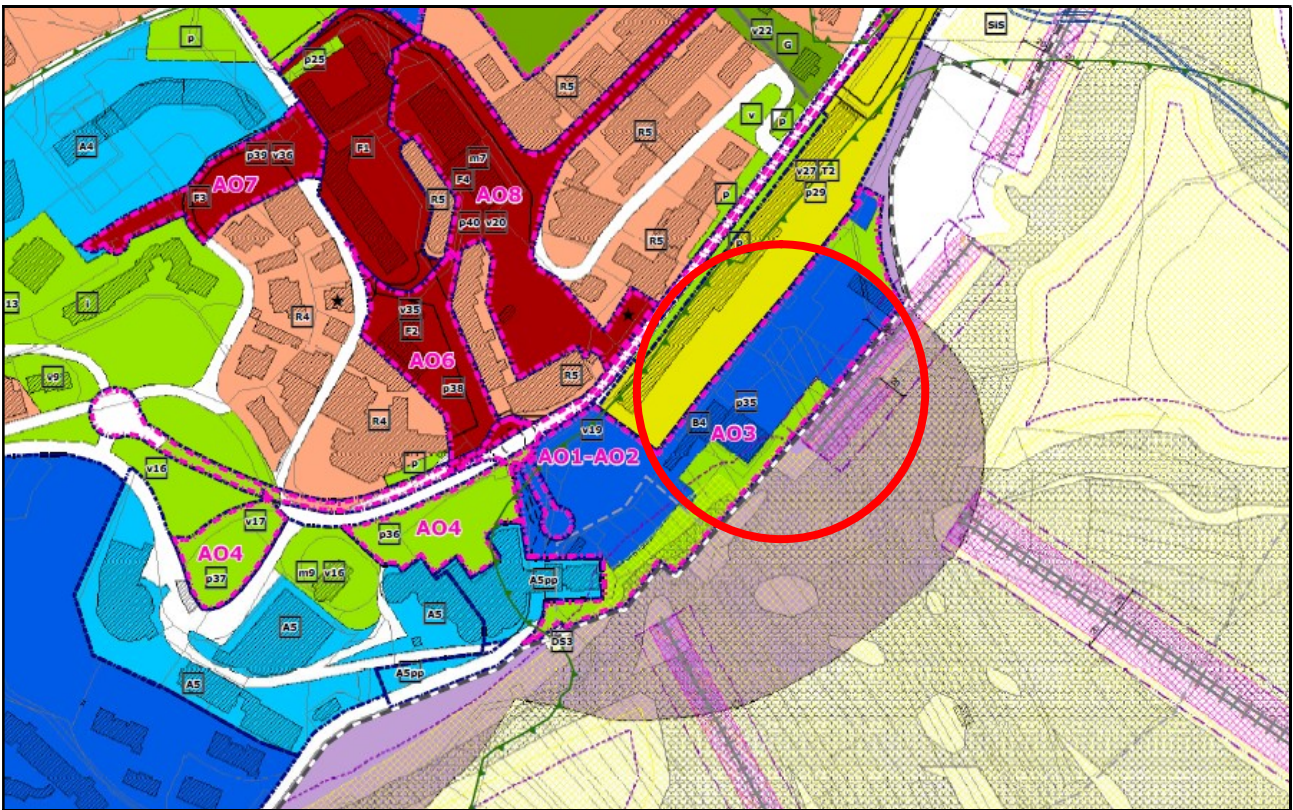 p
v22
SiS
G
p25
R5
R5
A4
v
p
p39 v36
F1
m7
v27 T2
AO7
F4
p29
F3
R5
AO8
p
p40 v20
R5
p
13
i
v35
R4
F2
AO6
R5
v9
p38
p35
R4
B4
v19
AO3
p
AO1-AO2
v16
v17
p36
AO4
AO4
p37
m9 v16
A5pp
A5
A5
DS3
A5pp
A5